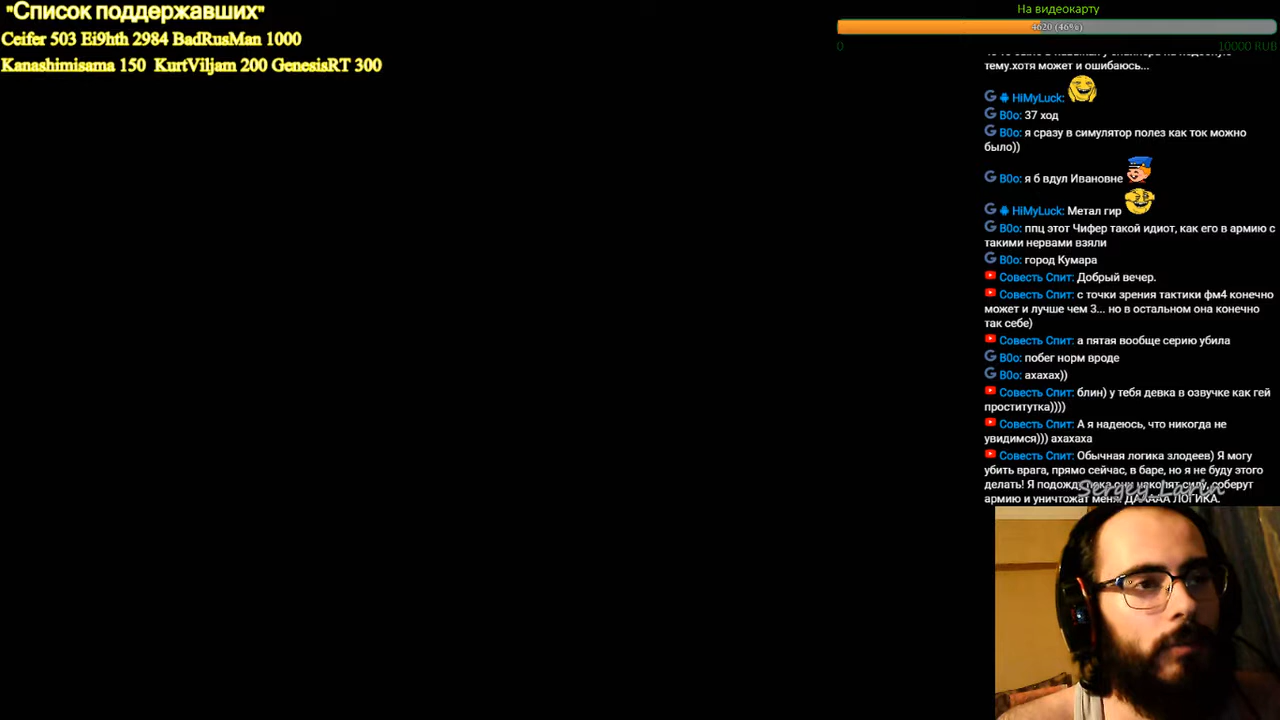 "Список поддержавших"
Ceifer 503 Ei9hth 2984 BadRusMan 1000
Kanashimisama 150 KurtViljam 200 GenesisRT 300
На видеокарту
4620 (46%)
0
10000 RUB
тему.хотя может и ошибаюсь...
HiMyLuck:
B0o: 37 ход
B0o: я сразу в симулятор полез как ток можно
было))
B0o: я б вдул Ивановне
HiMyLuck: Метал гир
B0o: ппц этот Чифер такой идиот, как его в армию с
такими нервами взяли
B0o: город Кумара
Совесть Спит: Добрый вечер.
Совесть Спит: с точки зрения тактики фм4 конечно
может и лучше чем 3... но в остальном она конечно
так себе)
Совесть Спит: а пятая вообще серию убила
B0o: побег норм вроде
B0o: ахахах))
Совесть Спит: блин) у тебя девка в озвучке как гей
проститутка))))
Совесть Спит: А я надеюсь, что никогда не
увидимся))) ахахаха
Совесть Спит: Обычная логика злодеев) Я могу
убить врага, прямо сейчас, в баре, но я не буду этого
делать! Я подожду пока они накопят силу, соберут
армию и уничтожат меня! ДАAAAA ЛОГИКА.